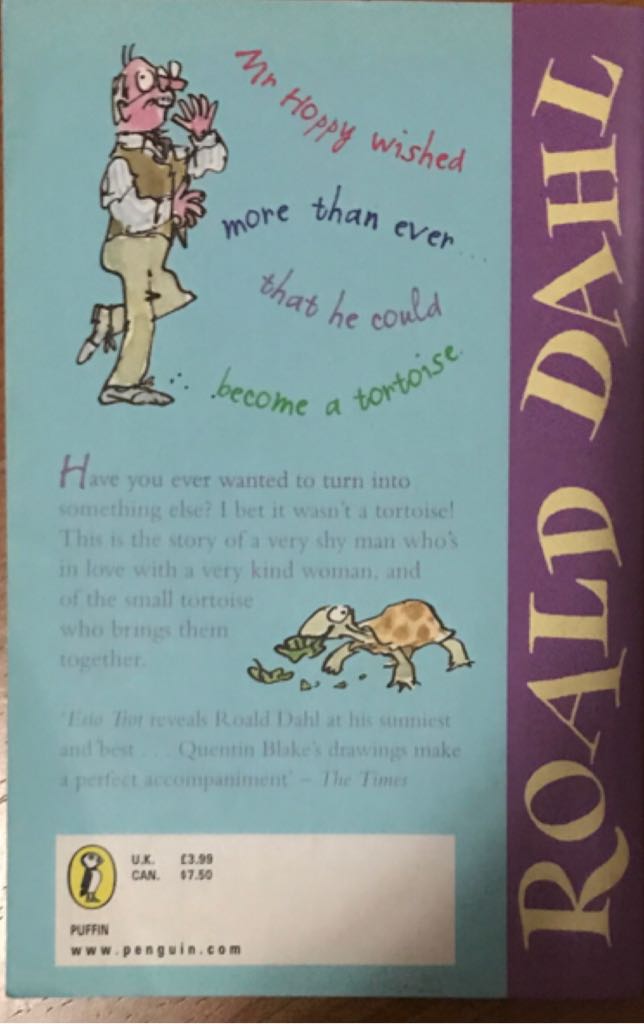 Mr Hoppy wished
more than ever...
that he could
...become a tortoise.
Have you ever wanted to turn into
something else? I bet it wasn't a tortoise!
This is the story of a very shy man who's
in love with a very kind woman, and
of the small tortoise
who brings them
together.
'Esio Trot reveals Roald Dahl at his sunniest
and best . . . Quentin Blake's drawings make
a perfect accompaniment' – The Times
U.K. £3.99
CAN. $7.50
PUFFIN
www.penguin.com
ROALD DAHL